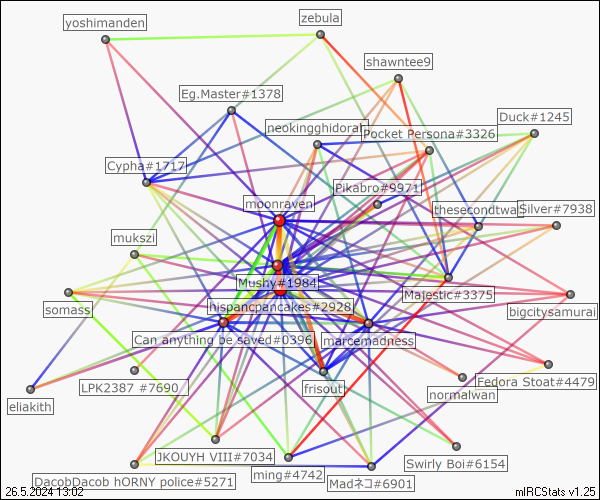 yoshimanden
zebula
shawntee9
Eg.Master#1378
Duck#1245
neokingghidorah
Pocket Persona#3326
Cypha#1717
Pikabro#9971
moonraven
thesecondtwa
Silver#7938
mukszi
Mushy#1984
Majestic#3375
somass
hispancpancakes#2928
bigcitysamurai
Can anything be saved#0396
marcemadness
LPK2387 #7690
frisout
Fedora Stoat#4479
normalwan
eliakith
JKOUYH VIII#7034
Swirly Boi#6154
ming#4742
DacobDacob hORNY police#5271
Madネコ#6901
26.5.2024 13:02
mIRCStats v1.25